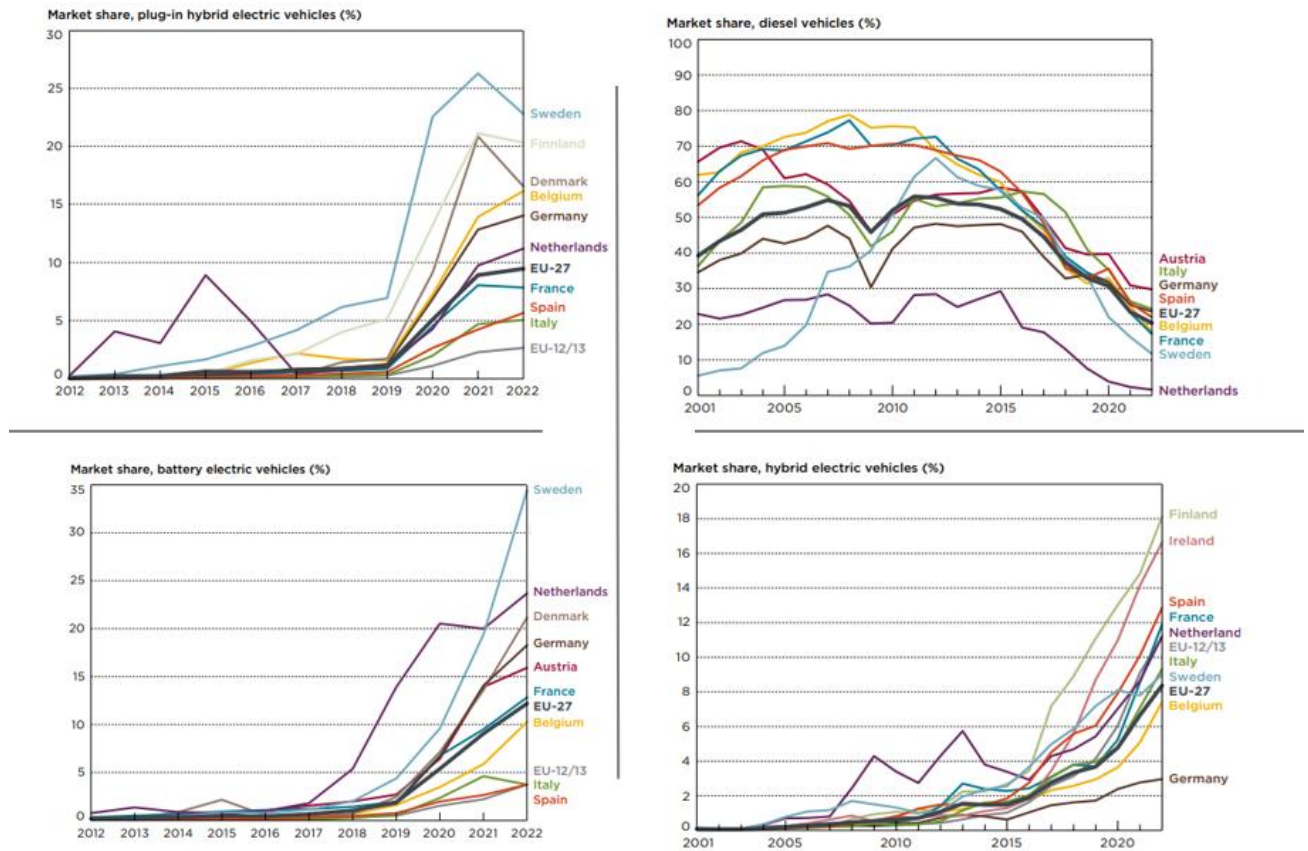 Market share, plug-in hybrid electric vehicles (%)
30
25
20
15
10
5
0
2012 2013 2014 2015 2016 2017 2018 2019 2020 2021 2022
Sweden
Finnland
Denmark
Belgium
Germany
Netherlands
EU-27
France
Spain
Italy
EU-12/13
Market share, diesel vehicles (%)
100
90
80
70
60
50
40
30
20
10
0
2001 2005 2010 2015 2020
Austria
Italy
Germany
Spain
EU-27
Belgium
France
Sweden
Netherlands
Market share, battery electric vehicles (%)
35
30
25
20
15
10
5
0
2012 2013 2014 2015 2016 2017 2018 2019 2020 2021 2022
Sweden
Netherlands
Denmark
Germany
Austria
France
EU-27
Belgium
EU-12/13
Italy
Spain
Market share, hybrid electric vehicles (%)
20
18
16
14
12
10
8
6
4
2
0
2001 2005 2010 2015 2020
Finland
Ireland
Spain
France
Netherland
EU-12/13
Italy
Sweden
EU-27
Belgium
Germany